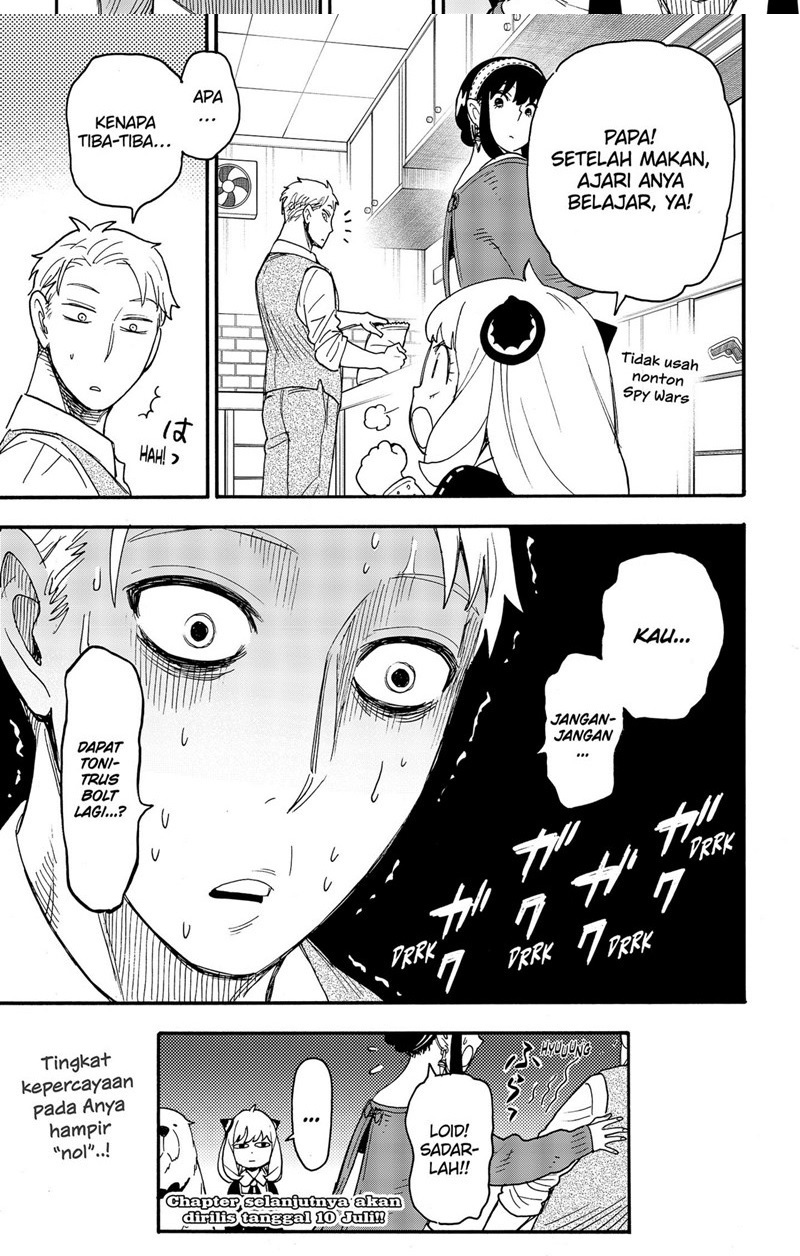 PAPA!
SETELAH MAKAN,
AJARI ANYA
BELAJAR, YA!
Tidak usah
nonton
Spy Wars
APA
...
KENAPA
TIBA-TIBA...
は
っ
HAH!
KAU...
JANGAN-
JANGAN
...
DAPAT
TONI-
TRUS
BOLT
LAGI...?
ガクガクガクガク
DRRK
DRRK
DRRK
DRRK
ふらっ
HYUUUNG
LOID!
SADAR-
LAH!!
...
Tingkat
kepercayaan
pada Anya
hampir
"nol"..!
Chapter selanjutnya akan
dirilis tanggal 10 Juli!!